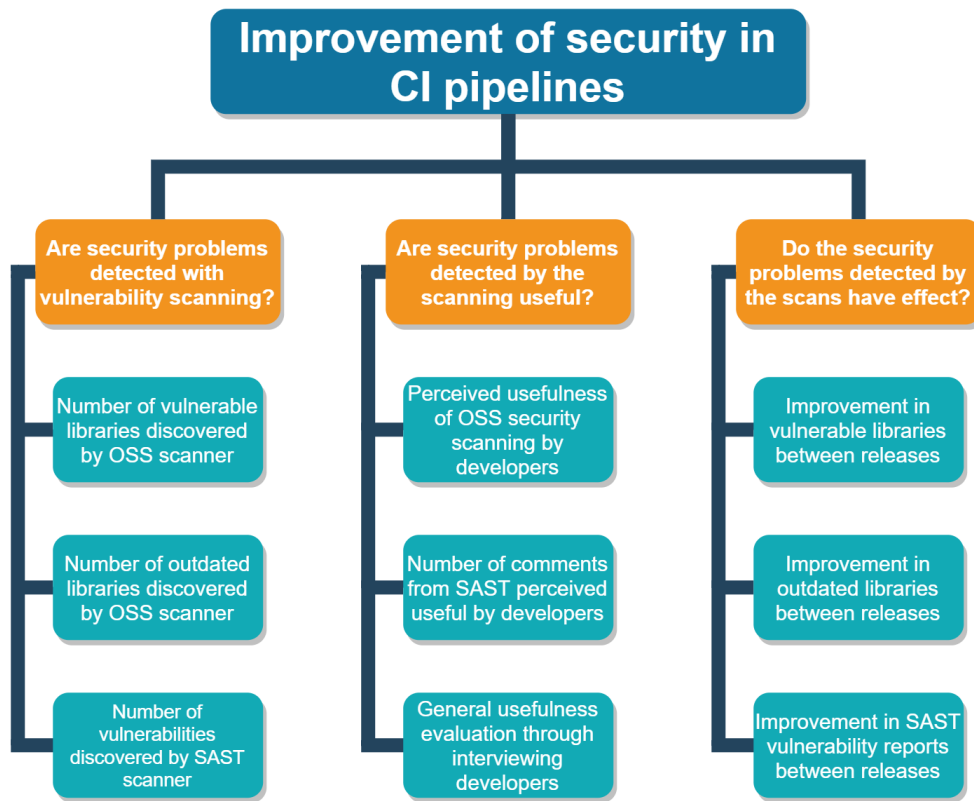 Improvement of security in
CI pipelines
Are security problems
detected with
vulnerability scanning?
Number of vulnerable
libraries discovered
by OSS scanner
Number of outdated
libraries discovered
by OSS scanner
Number of
vulnerabilities
discovered by SAST
scanner
Are security problems
detected by the
scanning useful?
Perceived usefulness
of OSS security
scanning by
developers
Number of comments
from SAST perceived
useful by developers
General usefulness
evaluation through
interviewing
developers
Do the security
problems detected by
the scans have effect?
Improvement in
vulnerable libraries
between releases
Improvement in
outdated libraries
between releases
Improvement in SAST
vulnerability reports
between releases